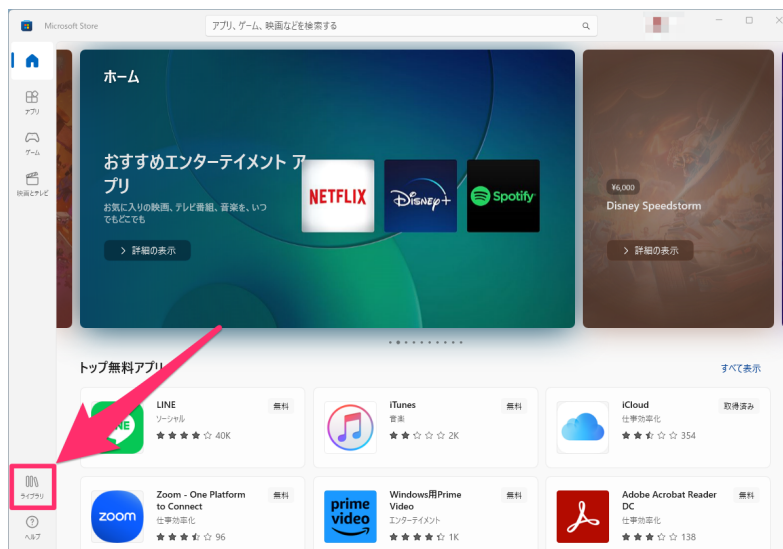 Microsoft Store
アプリ、ゲーム、映画などを検索する
ホーム
アプリ
ゲーム
映画とテレビ
おすすめエンターテイメント ア
プリ
お気に入りの映画、テレビ番組、音楽を、いつ
でもどこでも
> 詳細の表示
NETFLIX
Disney+
Spotify
¥6,000
Disney Speedstorm
> 詳細の表示
トップ無料アプリ
すべて表示
LINE
無料
ソーシャル
40K
iTunes
無料
音楽
2K
iCloud
取得済み
仕事効率化
354
ライブラリ
ヘルプ
zoom
Zoom - One Platform
to Connect
無料
仕事効率化
96
prime
video
Windows用Prime
Video
無料
エンターテイメント
1K
Adobe Acrobat Reader
DC
無料
仕事効率化
138